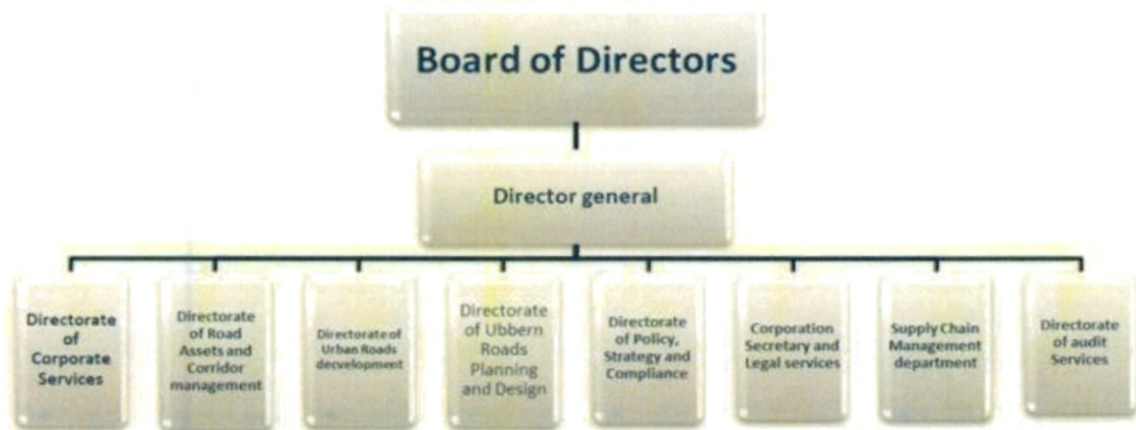 Board of Directors
Director general
Directorate
of
Corporate
Services
Directorate
of Road
Assets and
Corridor
management
Directorate of
Urban Roads
decvelopment
Directorate
of Ubbern
Roads
Planning
and Design
Directorate
of Policy,
Strategy and
Compliance
Corporation
Secretary and
Legal services
Supply Chain
Management
department
Directorate
of audit
Services